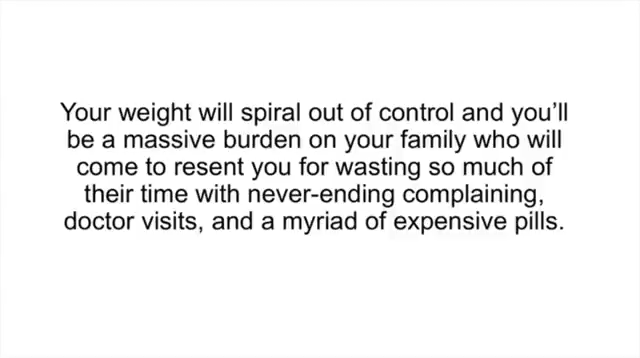 Your weight will spiral out of control and you’ll
be a massive burden on your family who will
come to resent you for wasting so much of
their time with never-ending complaining,
doctor visits, and a myriad of expensive pills.